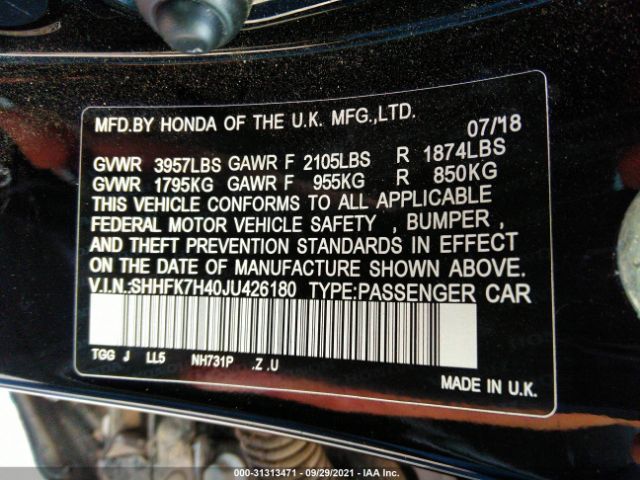 MFD.BY HONDA OF THE U.K. MFG.,LTD. 07/'18
GVWR 3957LBS GAWR F 2105LBS R 1874LBS
GVWR 1795KG GAWR F 955KG R 850KG
THIS VEHICLE CONFORMS TO ALL APPLICABLE
FEDERAL MOTOR VEHICLE SAFETY , BUMPER ,
AND THEFT PREVENTION STANDARDS IN EFFECT
ON THE DATE OF MANUFACTURE SHOWN ABOVE.
V.I.N.:SHHFK7H40JU426180 TYPE:PASSENGER CAR
TGG J LL5 NH731P .Z .U
MADE IN U.K.
000-31313471 - 09/29/2021 - IAA Inc.